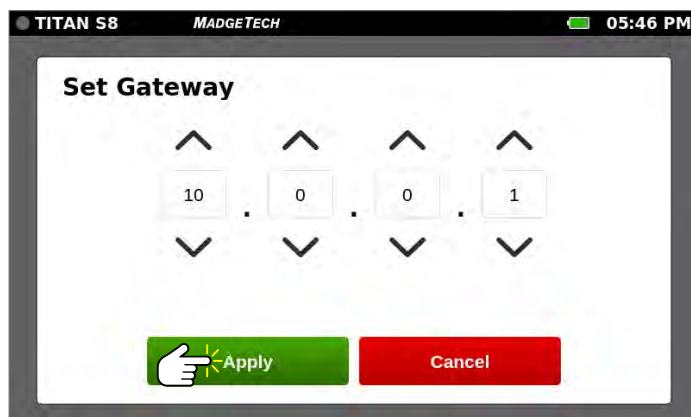 TITAN S8 MADGETECH 05:46 PM
Set Gateway
10 . 0 . 0 . 1
Apply Cancel